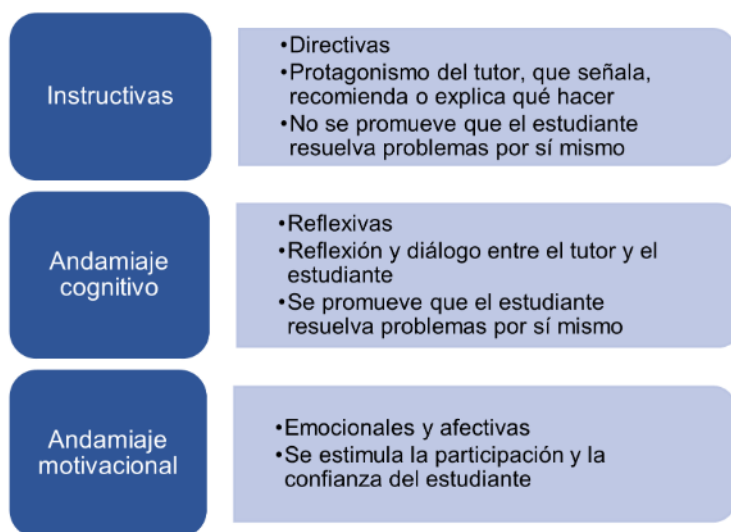 Instructivas
•Directivas
•Protagonismo del tutor, que señala,
recomienda o explica qué hacer
•No se promueve que el estudiante
resuelva problemas por sí mismo
Andamiaje
cognitivo
•Reflexivas
•Reflexión y diálogo entre el tutor y el
estudiante
•Se promueve que el estudiante
resuelva problemas por sí mismo
Andamiaje
motivacional
•Emocionales y afectivas
•Se estimula la participación y la
confianza del estudiante